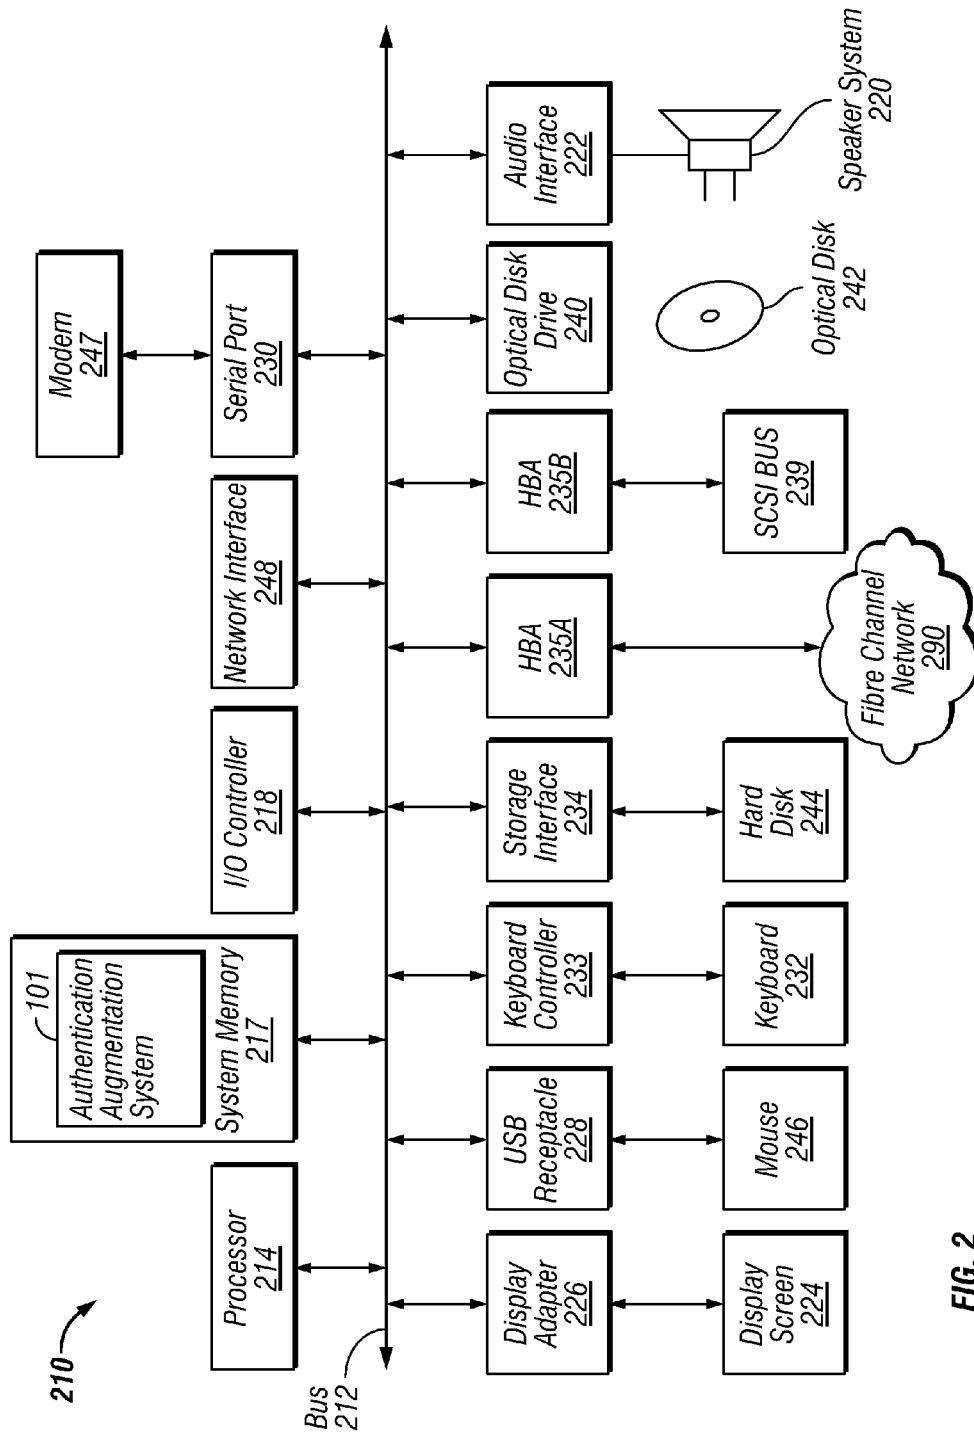 210
Processor
214
101
Authentication
Augmentation
System
System Memory
217
I/O Controller
218
Network Interface
248
Modem
247
Serial Port
230
Bus
212
Display
Adapter
226
USB
Receptacle
228
Keyboard
Controller
233
Storage
Interface
234
HBA
235A
HBA
235B
Optical Disk
Drive
240
Audio
Interface
222
Display
Screen
224
Mouse
246
Keyboard
232
Hard
Disk
244
Fibre Channel
Network
290
SCSI BUS
239
Optical Disk
242
Speaker System
220
FIG. 2